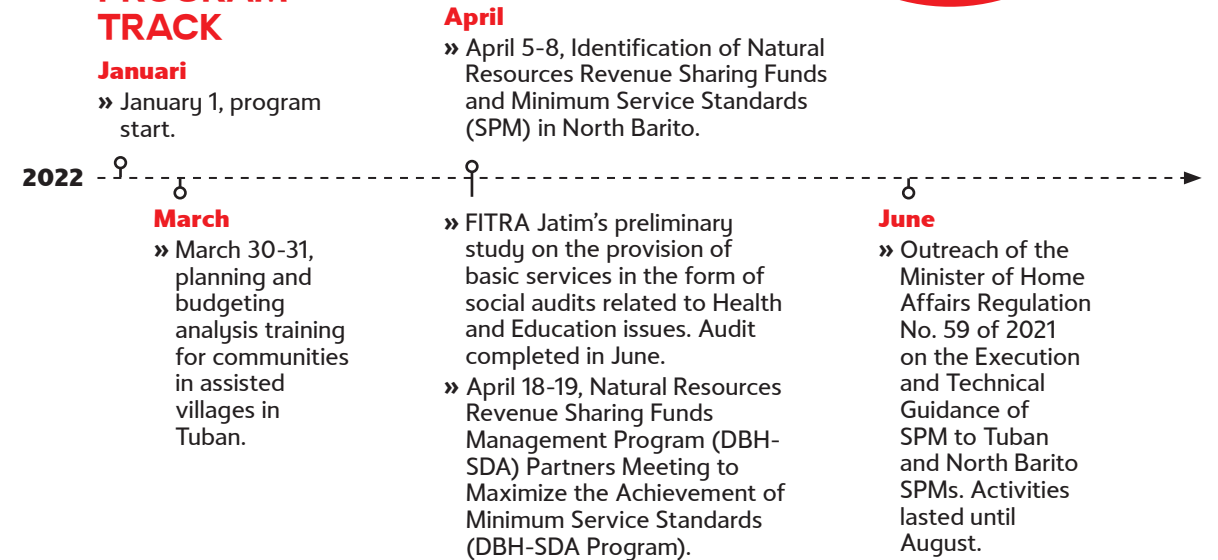 PROGRAM
TRACK
Januari
» January 1, program
start.
April
» April 5-8, Identification of Natural
Resources Revenue Sharing Funds
and Minimum Service Standards
(SPM) in North Barito.
2022
March
» March 30-31,
planning and
budgeting
analysis training
for communities
in assisted
villages in
Tuban.
» FITRA Jatim’s preliminary
study on the provision of
basic services in the form of
social audits related to Health
and Education issues. Audit
completed in June.
» April 18-19, Natural Resources
Revenue Sharing Funds
Management Program (DBH-
SDA) Partners Meeting to
Maximize the Achievement of
Minimum Service Standards
(DBH-SDA Program).
June
» Outreach of the
Minister of Home
Affairs Regulation
No. 59 of 2021
on the Execution
and Technical
Guidance of
SPM to Tuban
and North Barito
SPMs. Activities
lasted until
August.